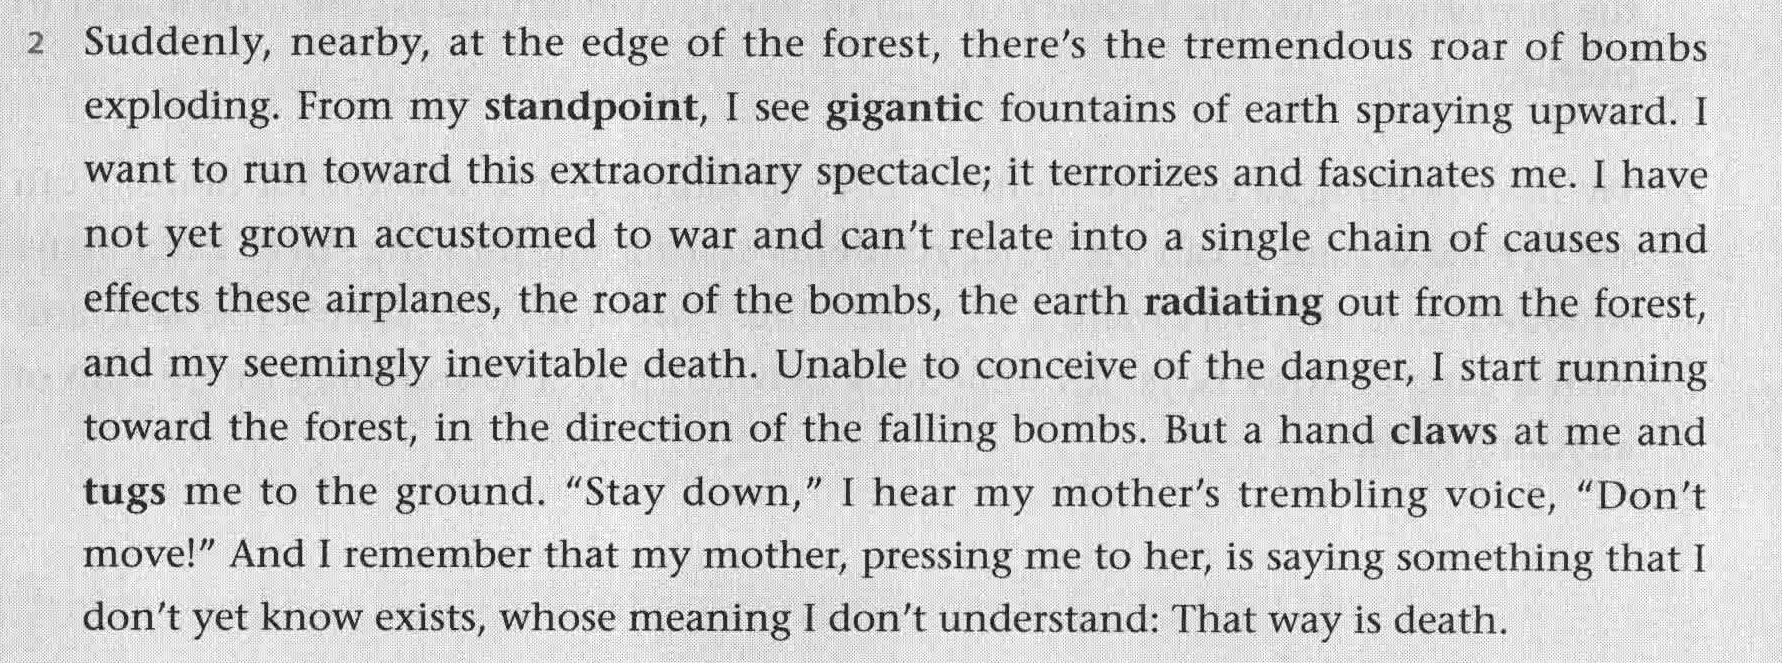 2 Suddenly, nearby, at the edge of the forest, there's the tremendous roar of bombs
exploding. From my standpoint, I see gigantic fountains of earth spraying upward. I
want to run toward this extraordinary spectacle; it terrorizes and fascinates me. I have
not yet grown accustomed to war and can't relate into a single chain of causes and
effects these airplanes, the roar of the bombs, the earth radiating out from the forest,
and my seemingly inevitable death. Unable to conceive of the danger, I start running
toward the forest, in the direction of the falling bombs. But a hand claws at me and
tugs me to the ground. “Stay down,” I hear my mother's trembling voice, “Don't
move!” And I remember that my mother, pressing me to her, is saying something that I
don't yet know exists, whose meaning I don't understand: That way is death.